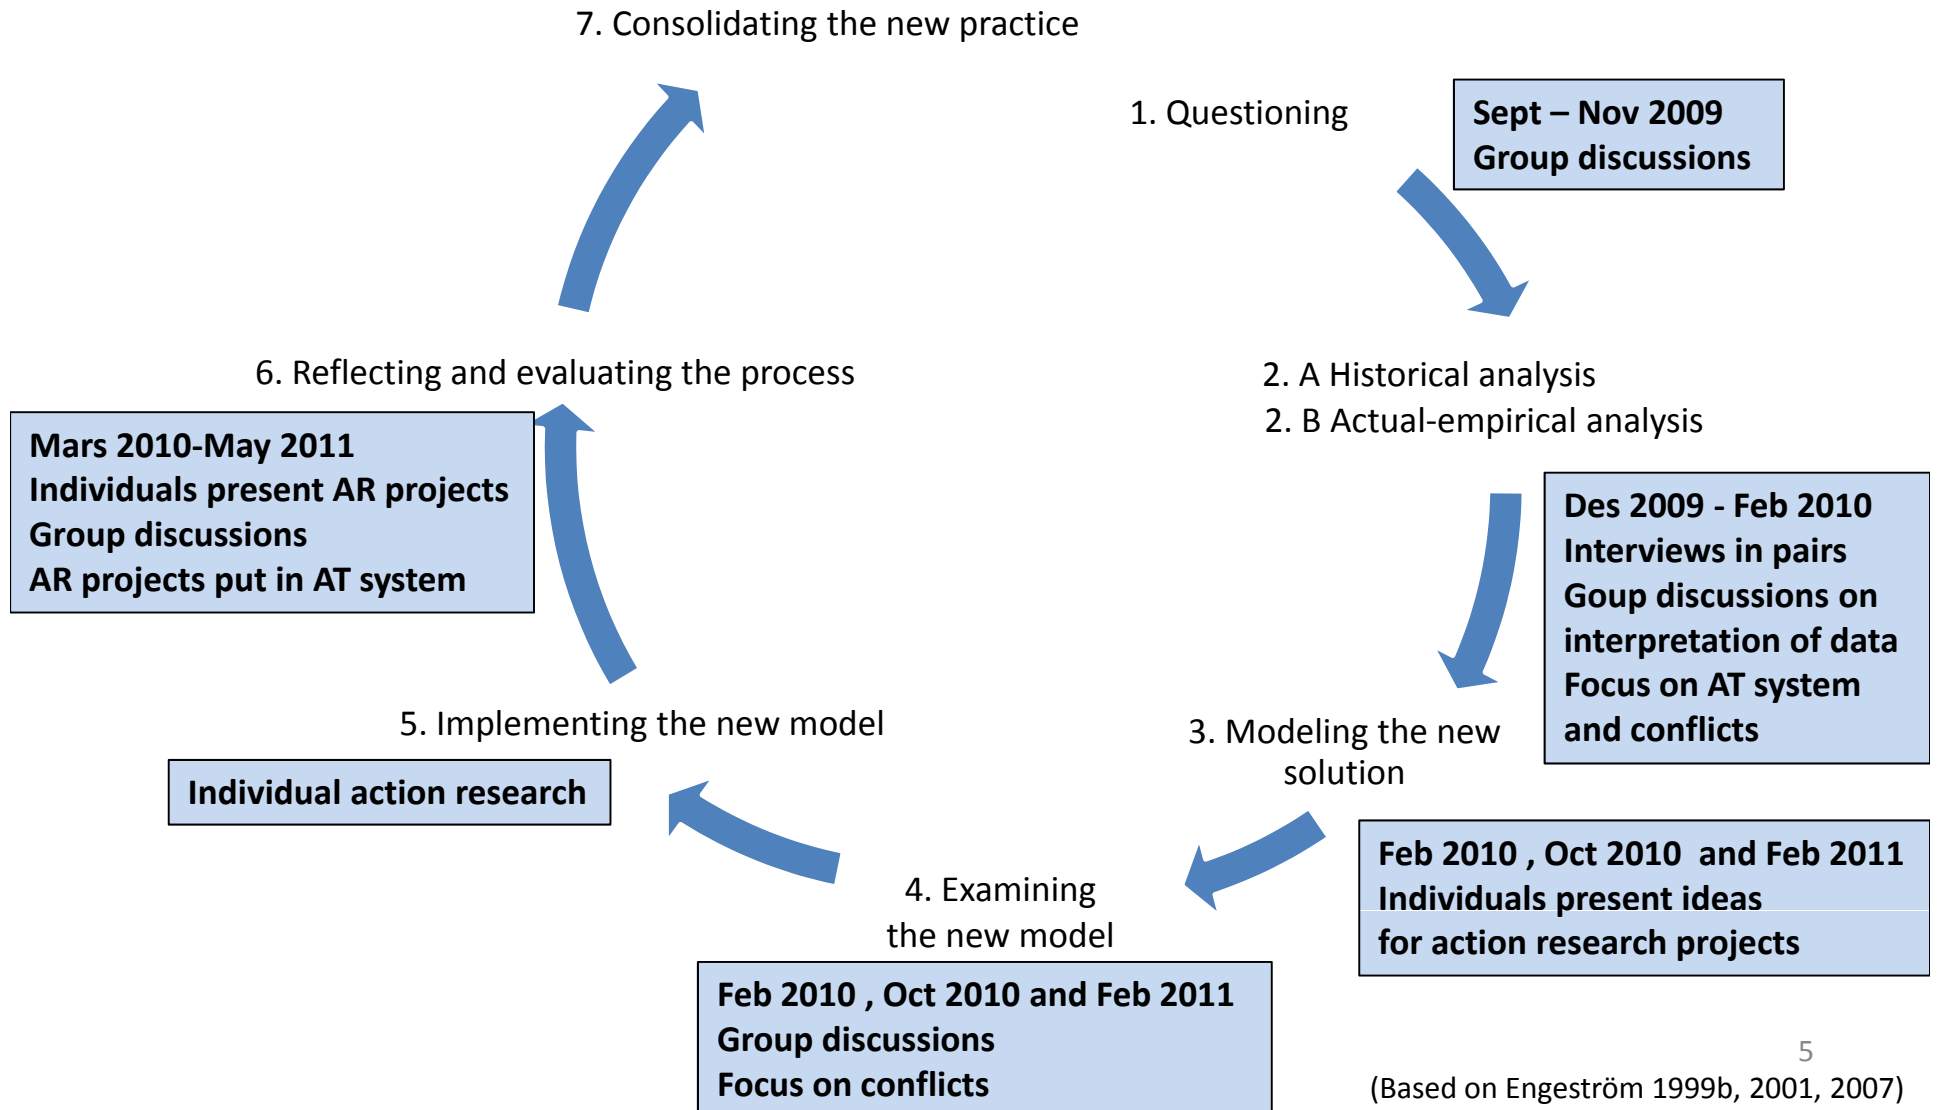 7. Consolidating the new practice
1. Questioning
Sept – Nov 2009
Group discussions
2. A Historical analysis
2. B Actual-empirical analysis
Des 2009 - Feb 2010
Interviews in pairs
Goup discussions on
interpretation of data
Focus on AT system
and conflicts
3. Modeling the new
solution
Feb 2010 , Oct 2010 and Feb 2011
Individuals present ideas
for action research projects
4. Examining
the new model
Feb 2010 , Oct 2010 and Feb 2011
Group discussions
Focus on conflicts
5. Implementing the new model
Individual action research
6. Reflecting and evaluating the process
Mars 2010-May 2011
Individuals present AR projects
Group discussions
AR projects put in AT system
5
(Based on Engeström 1999b, 2001, 2007)